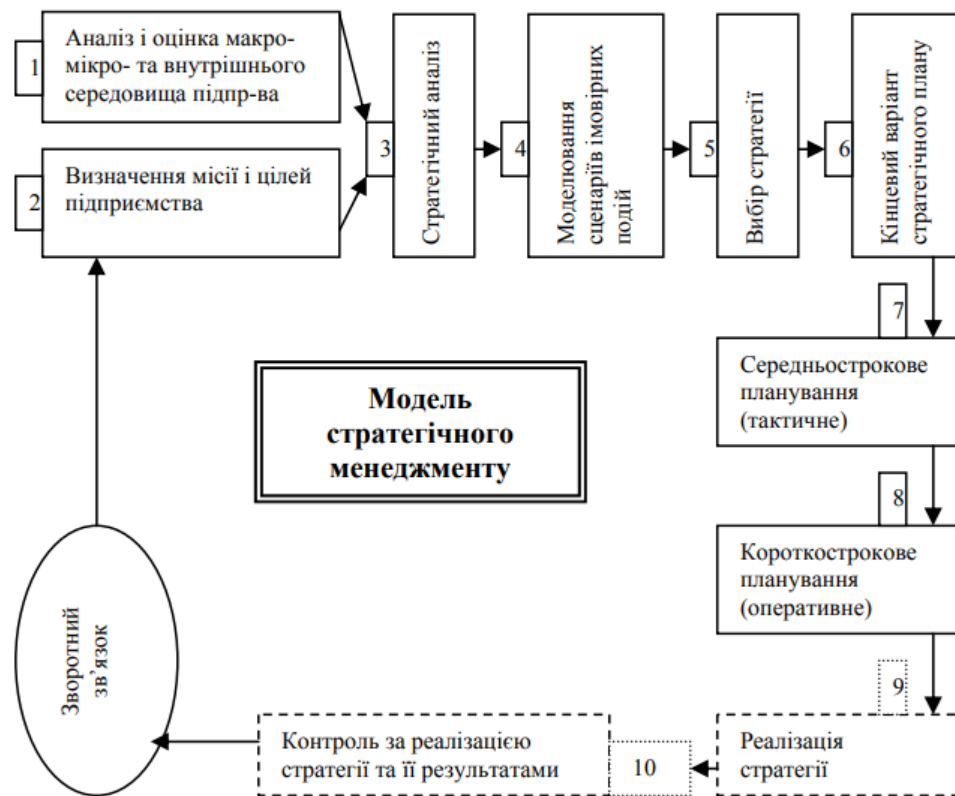 1
Аналіз і оцінка макро-
мікро- та внутрішнього
середовища підпр-ва
2
Визначення місії і цілей
підприємства
3
Стратегічний аналіз
4
Моделювання
сценаріїв імовірних
подій
5
Вибір стратегії
6
Кінцевий варіант
стратегічного плану
7
Середньострокове
планування
(тактичне)
Модель
стратегічного
менеджменту
8
Короткострокове
планування
(оперативне)
9
Реалізація
стратегії
10
Контроль за реалізацією
стратегії та її результатами
Зворотний
зв’язок